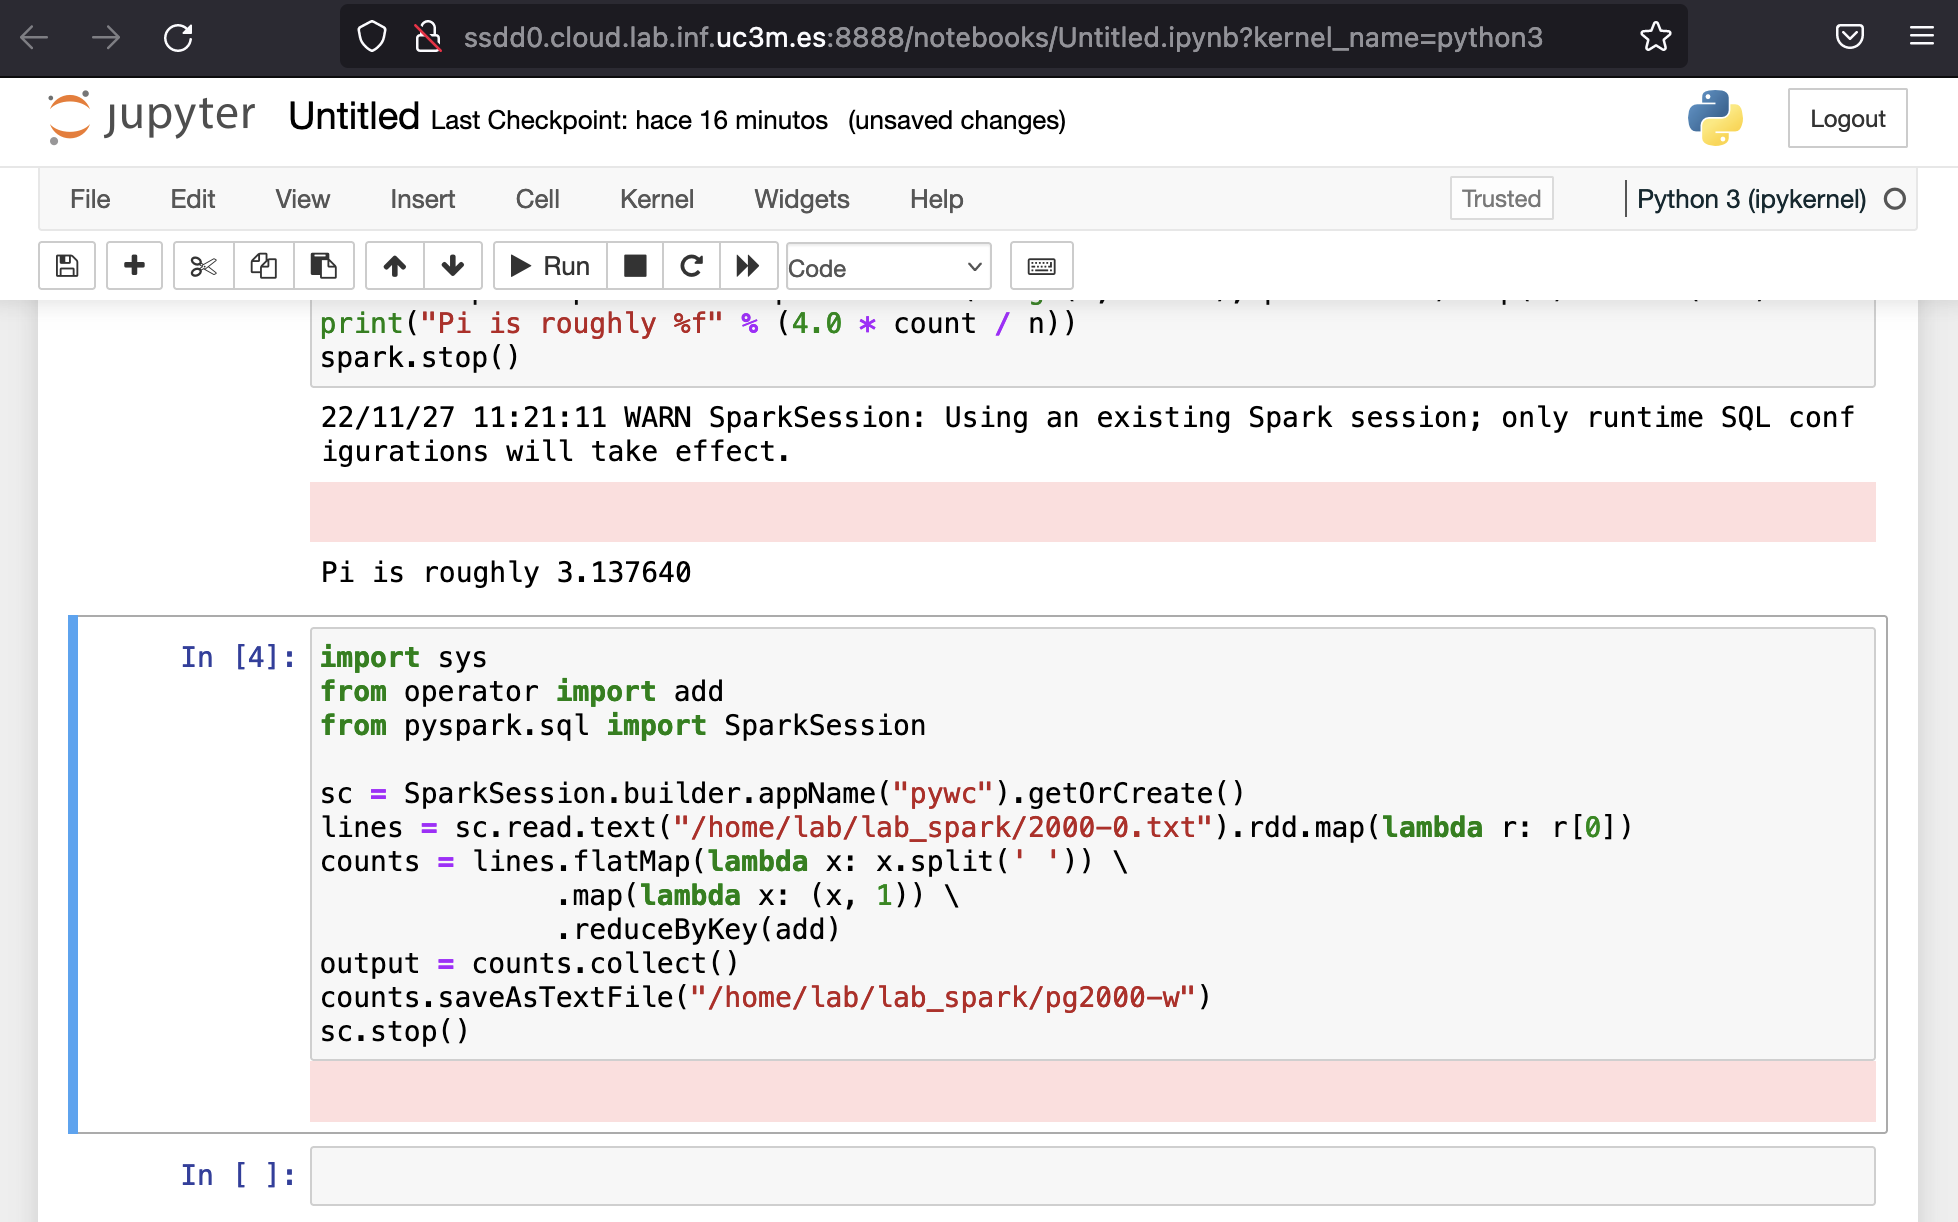 ssdd0.cloud.lab.inf.uc3m.es:8888/notebooks/Untitled.ipynb?kernel_name=python3
jupyter Untitled Last Checkpoint: hace 16 minutos (unsaved changes) Logout
File Edit View Insert Cell Kernel Widgets Help Trusted Python 3 (ipykernel)
Run Code
print("Pi is roughly %f" % (4.0 * count / n))
spark.stop()
22/11/27 11:21:11 WARN SparkSession: Using an existing Spark session; only runtime SQL conf
igurations will take effect.
Pi is roughly 3.137640
In [4]: import sys
from operator import add
from pyspark.sql import SparkSession
sc = SparkSession.builder.appName("pywc").getOrCreate()
lines = sc.read.text("/home/lab/lab_spark/2000-0.txt").rdd.map(lambda r: r[0])
counts = lines.flatMap(lambda x: x.split(' ')) \
.map(lambda x: (x, 1)) \
.reduceByKey(add)
output = counts.collect()
counts.saveAsTextFile("/home/lab/lab_spark/pg2000-w")
sc.stop()
In [ ]: